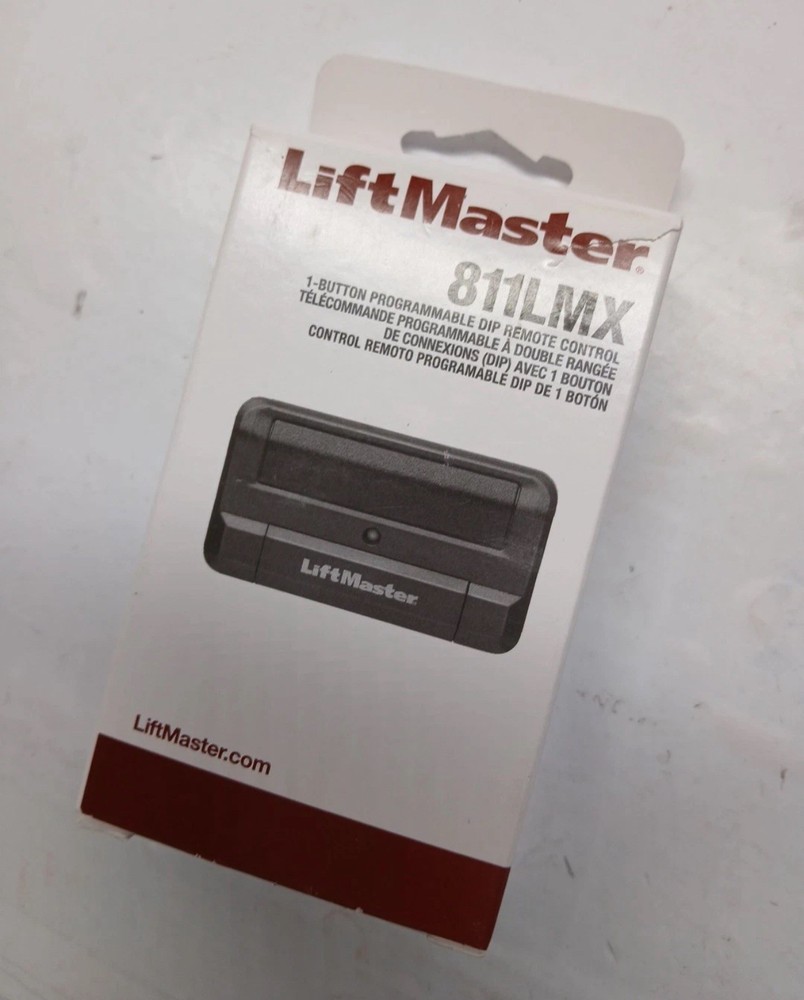 LiftMaster®
811LMX
1-BUTTON PROGRAMMABLE DIP REMOTE CONTROL
TÉLÉCOMMANDE PROGRAMMABLE À DOUBLE RANGÉE
DE CONNEXIONS (DIP) AVEC 1 BOUTON
CONTROL REMOTO PROGRAMABLE DIP DE 1 BOTÓN
LiftMaster
LiftMaster.com